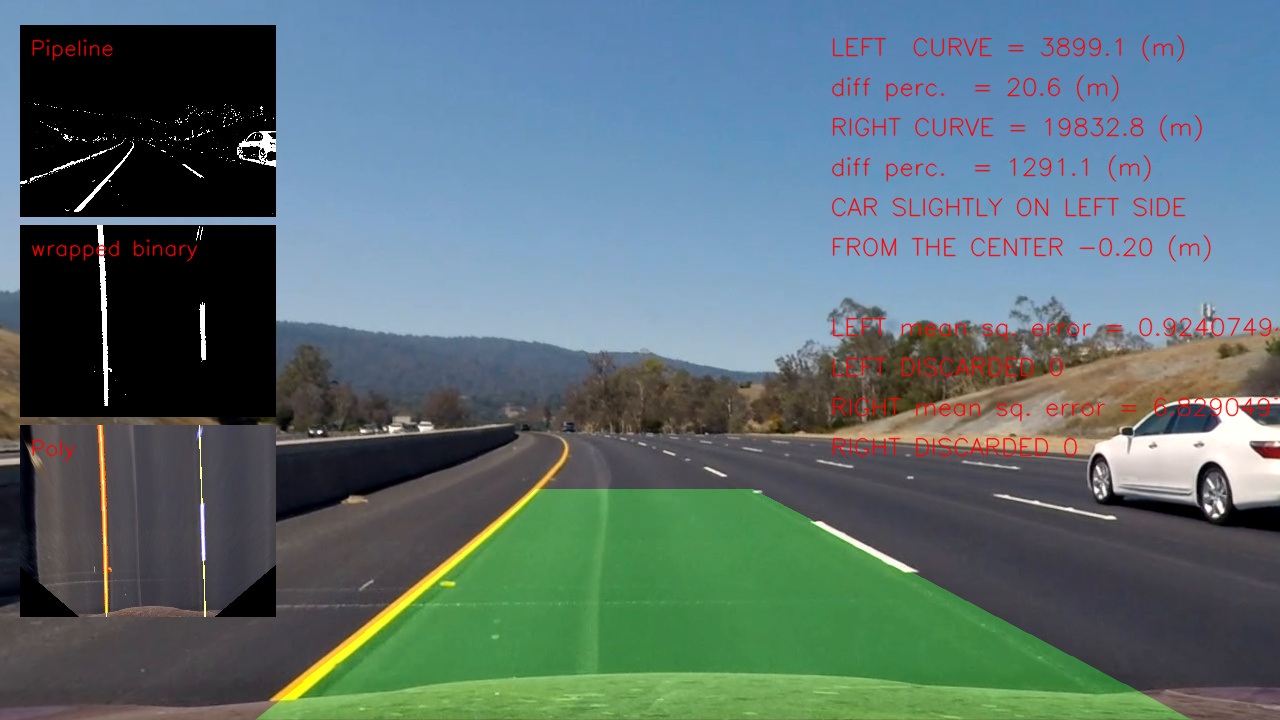 Pipeline
wrapped binary
Poly
LEFT CURVE = 3899.1 (m)
diff perc. = 20.6 (m)
RIGHT CURVE = 19832.8 (m)
diff perc. = 1291.1 (m)
CAR SLIGHTLY ON LEFT SIDE
FROM THE CENTER −0.20 (m)
LEFT mean sq. error = 0.9240749
LEFT DISCARDED 0
RIGHT mean sq. error = 6.829049
RIGHT DISCARDED 0